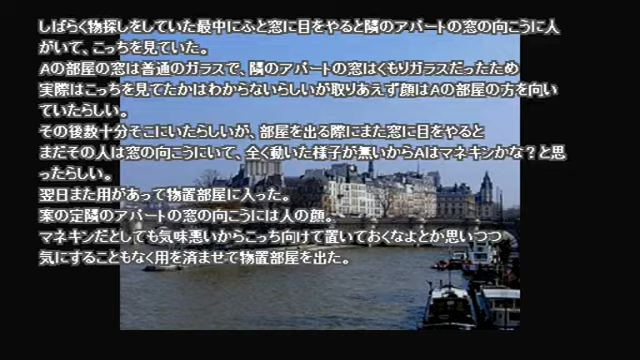 しばらく物探しをしていた最中にふと窓に目をやると隣のアパートの窓の向こうに人
がいて、こっちを見ていた。
Aの部屋の窓は普通のガラスで、隣のアパートの窓はくもりガラスだったため
実際はこっちを見てたかはわからないらしいが取りあえず顔はAの部屋の方を向い
ていたらしい。
その後数十分そこにいたらしいが、部屋を出る際にまた窓に目をやると
まだその人は窓の向こうにいて、全く動いた様子が無いからAはマネキンかな？と思
ったらしい。
翌日また用があって物置部屋に入った。
案の定隣のアパートの窓の向こうには人の顔。
マネキンだとしても気味悪いからこっち向けて置いておくなよとか思いつつ
気にすることもなく用を済ませて物置部屋を出た。